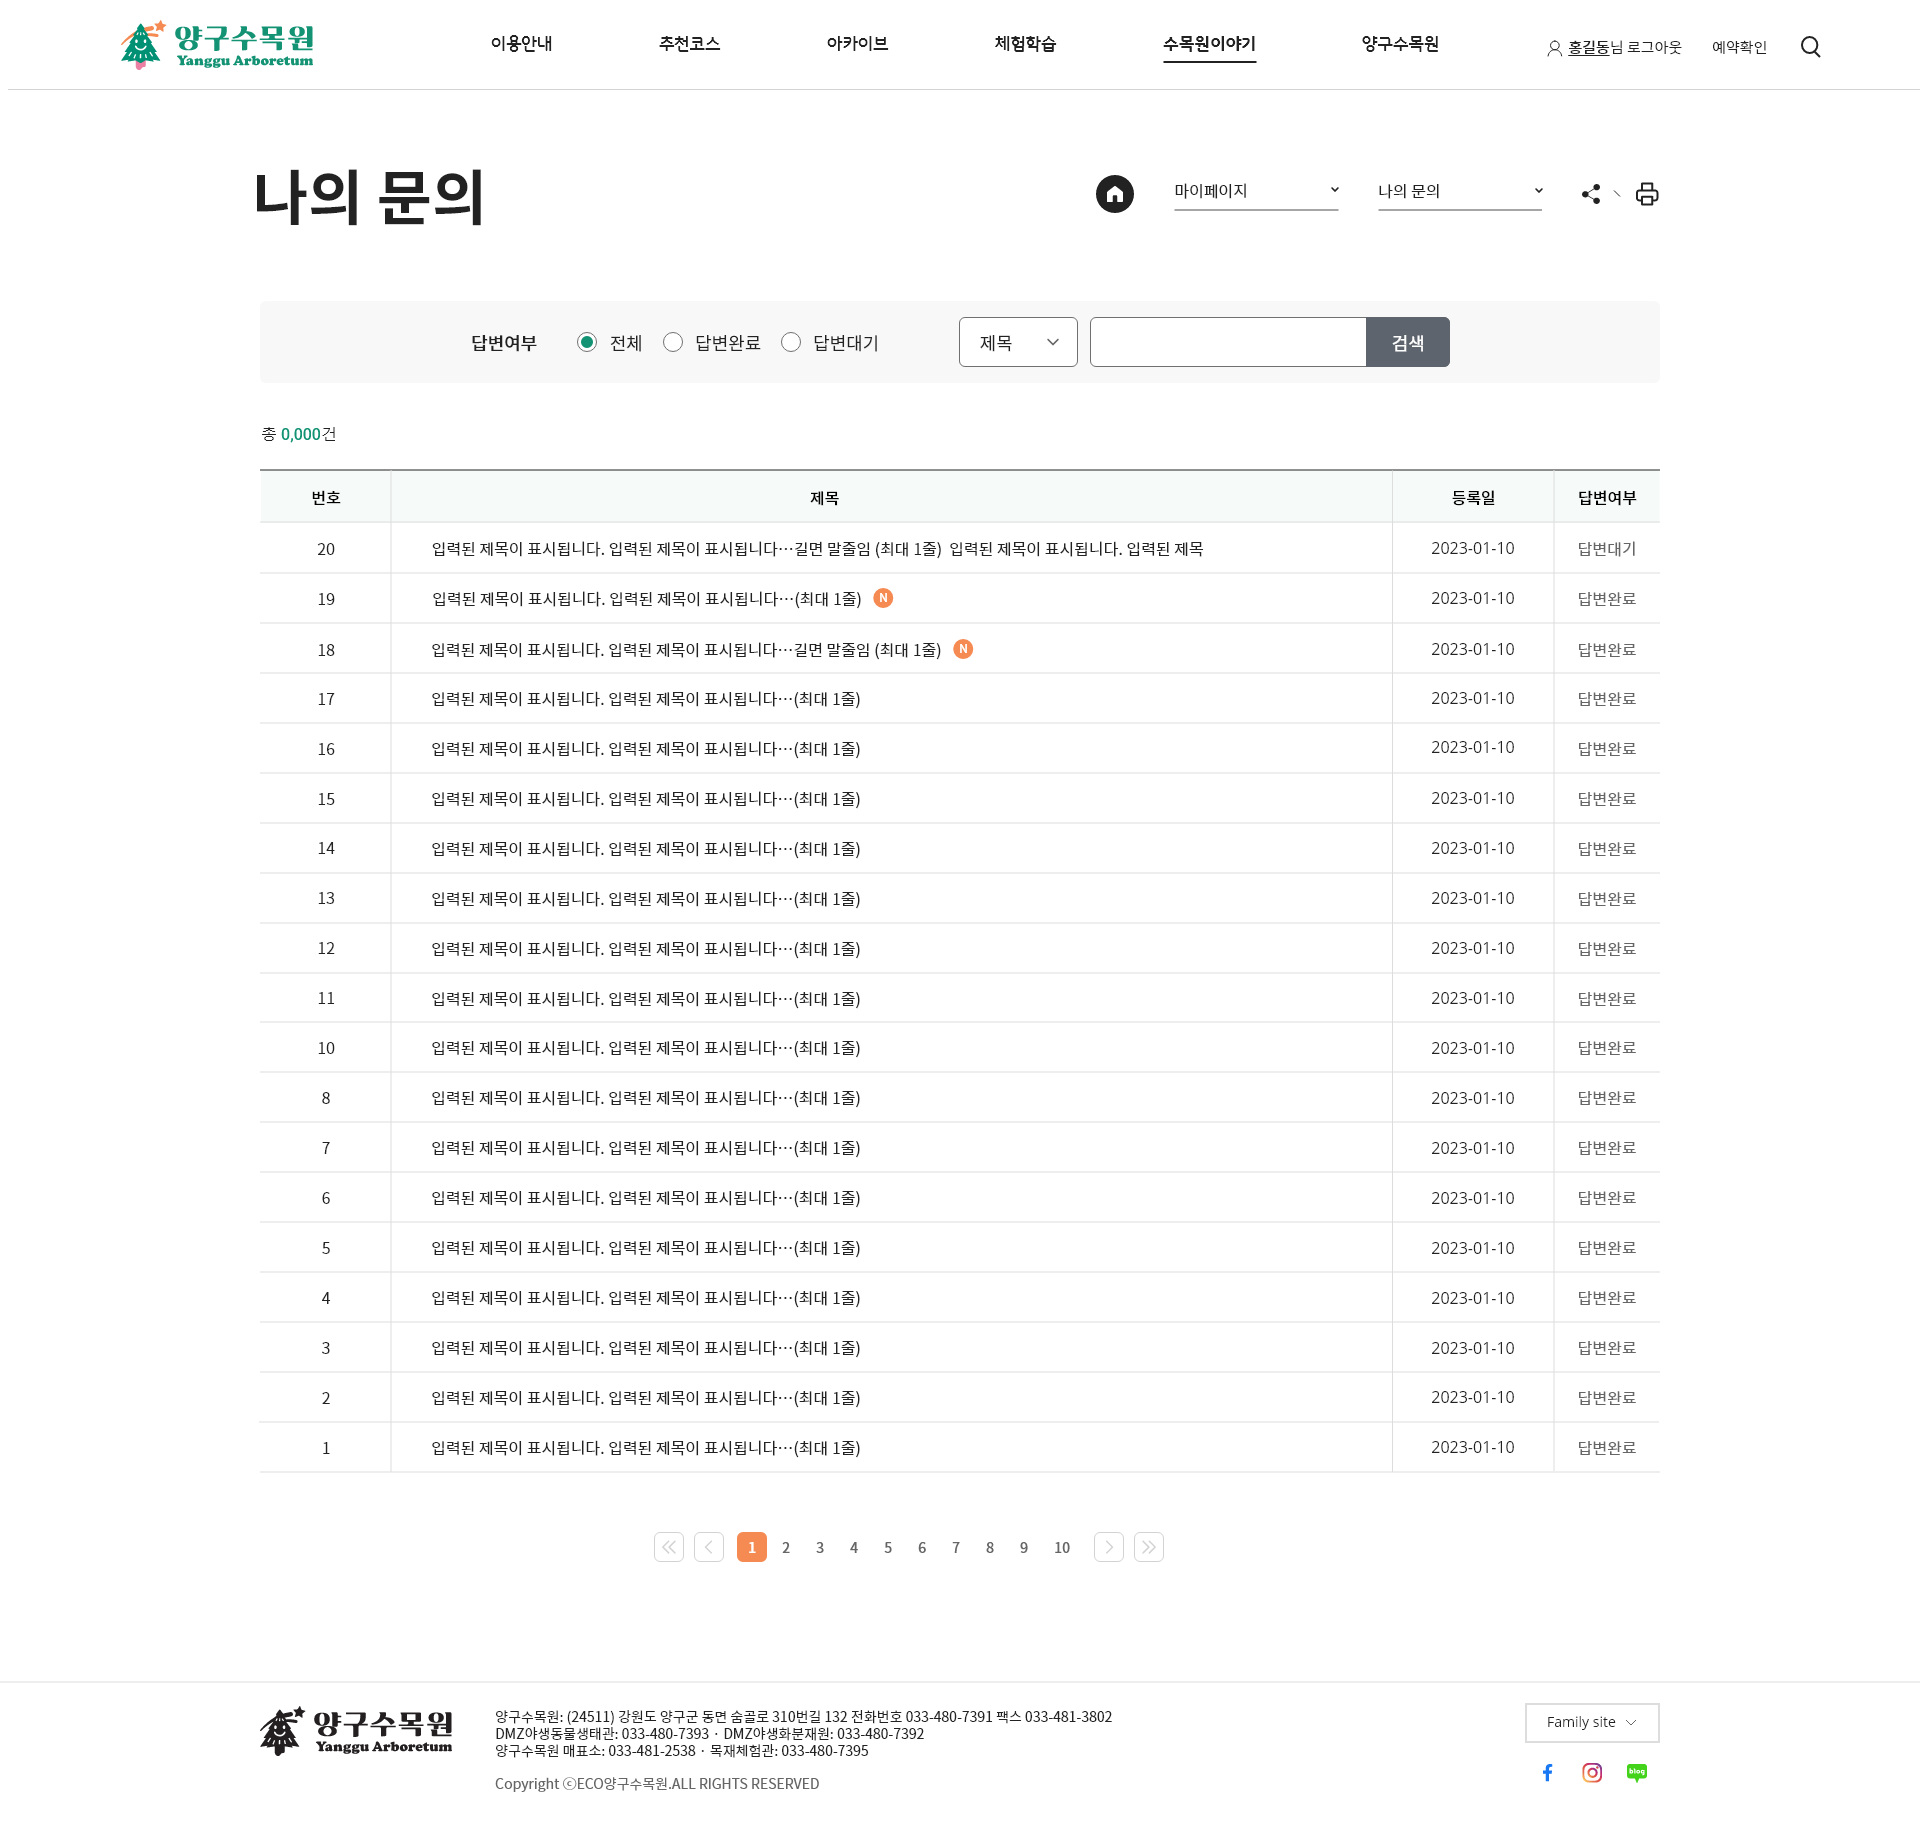 양구수목원
Yanggu Arboretum
이용안내 추천코스 아카이브 체험학습 수목원이야기 양구수목원
홍길동님 로그아웃 예약확인
나의 문의
마이페이지 나의 문의
답변여부 전체 답변완료 답변대기 제목 검색
총 0,000건
번호 제목 등록일 답변여부
20 입력된 제목이 표시됩니다. 입력된 제목이 표시됩니다···길면 말줄임 (최대 1줄) 입력된 제목이 표시됩니다. 입력된 제목 2023-01-10 답변대기
19 입력된 제목이 표시됩니다. 입력된 제목이 표시됩니다···(최대 1줄) N 2023-01-10 답변완료
18 입력된 제목이 표시됩니다. 입력된 제목이 표시됩니다···길면 말줄임 (최대 1줄) N 2023-01-10 답변완료
17 입력된 제목이 표시됩니다. 입력된 제목이 표시됩니다···(최대 1줄) 2023-01-10 답변완료
16 입력된 제목이 표시됩니다. 입력된 제목이 표시됩니다···(최대 1줄) 2023-01-10 답변완료
15 입력된 제목이 표시됩니다. 입력된 제목이 표시됩니다···(최대 1줄) 2023-01-10 답변완료
14 입력된 제목이 표시됩니다. 입력된 제목이 표시됩니다···(최대 1줄) 2023-01-10 답변완료
13 입력된 제목이 표시됩니다. 입력된 제목이 표시됩니다···(최대 1줄) 2023-01-10 답변완료
12 입력된 제목이 표시됩니다. 입력된 제목이 표시됩니다···(최대 1줄) 2023-01-10 답변완료
11 입력된 제목이 표시됩니다. 입력된 제목이 표시됩니다···(최대 1줄) 2023-01-10 답변완료
10 입력된 제목이 표시됩니다. 입력된 제목이 표시됩니다···(최대 1줄) 2023-01-10 답변완료
8 입력된 제목이 표시됩니다. 입력된 제목이 표시됩니다···(최대 1줄) 2023-01-10 답변완료
7 입력된 제목이 표시됩니다. 입력된 제목이 표시됩니다···(최대 1줄) 2023-01-10 답변완료
6 입력된 제목이 표시됩니다. 입력된 제목이 표시됩니다···(최대 1줄) 2023-01-10 답변완료
5 입력된 제목이 표시됩니다. 입력된 제목이 표시됩니다···(최대 1줄) 2023-01-10 답변완료
4 입력된 제목이 표시됩니다. 입력된 제목이 표시됩니다···(최대 1줄) 2023-01-10 답변완료
3 입력된 제목이 표시됩니다. 입력된 제목이 표시됩니다···(최대 1줄) 2023-01-10 답변완료
2 입력된 제목이 표시됩니다. 입력된 제목이 표시됩니다···(최대 1줄) 2023-01-10 답변완료
1 입력된 제목이 표시됩니다. 입력된 제목이 표시됩니다···(최대 1줄) 2023-01-10 답변완료
1 2 3 4 5 6 7 8 9 10
양구수목원
Yanggu Arboretum
양구수목원: (24511) 강원도 양구군 동면 숨골로 310번길 132 전화번호 033-480-7391 팩스 033-481-3802
DMZ야생동물생태관: 033-480-7393 · DMZ야생화분재원: 033-480-7392
양구수목원 매표소: 033-481-2538 · 목재체험관: 033-480-7395
Copyright ⓒECO양구수목원.ALL RIGHTS RESERVED
Family site
blog